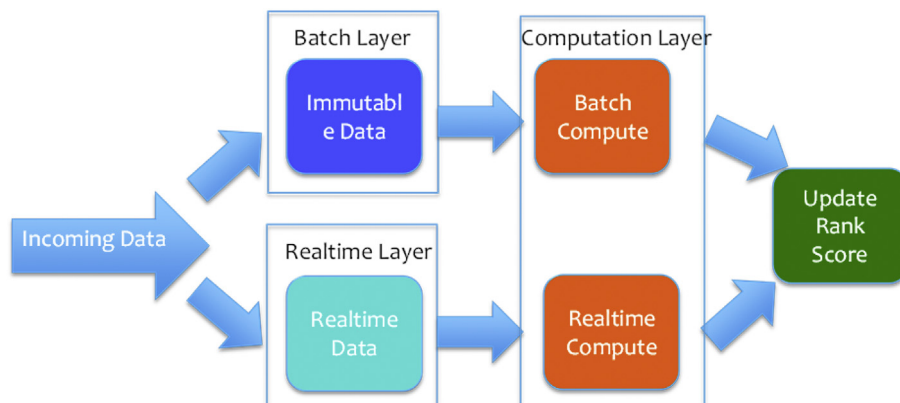 Batch Layer
Immutabl
e Data
Computation Layer
Batch
Compute
Incoming Data
Update
Rank
Score
Realtime Layer
Realtime
Data
Realtime
Compute